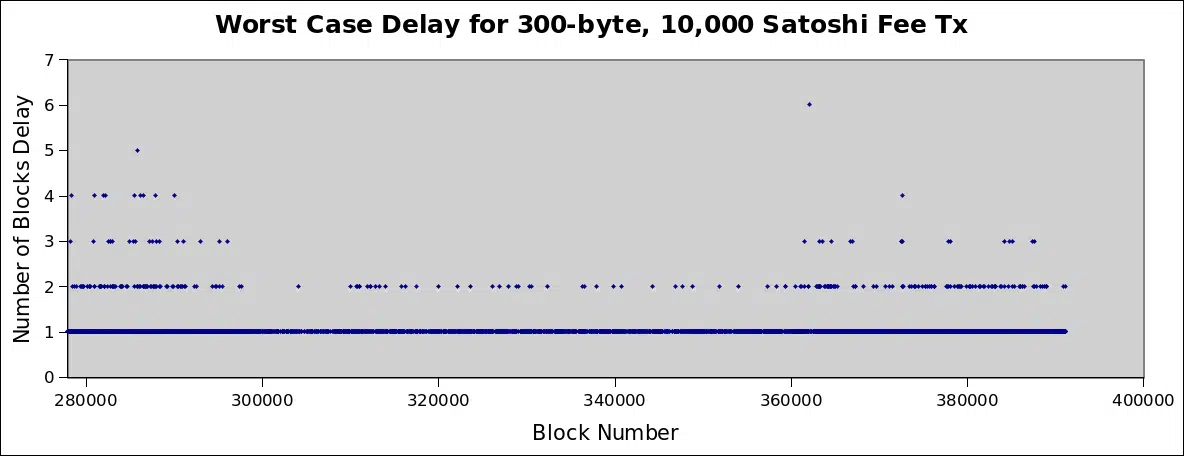 Worst Case Delay for 300-byte, 10,000 Satoshi Fee Tx
Number of Blocks Delay
7
6
5
4
3
2
1
0
280000 300000 320000 340000 360000 380000 400000
Block Number